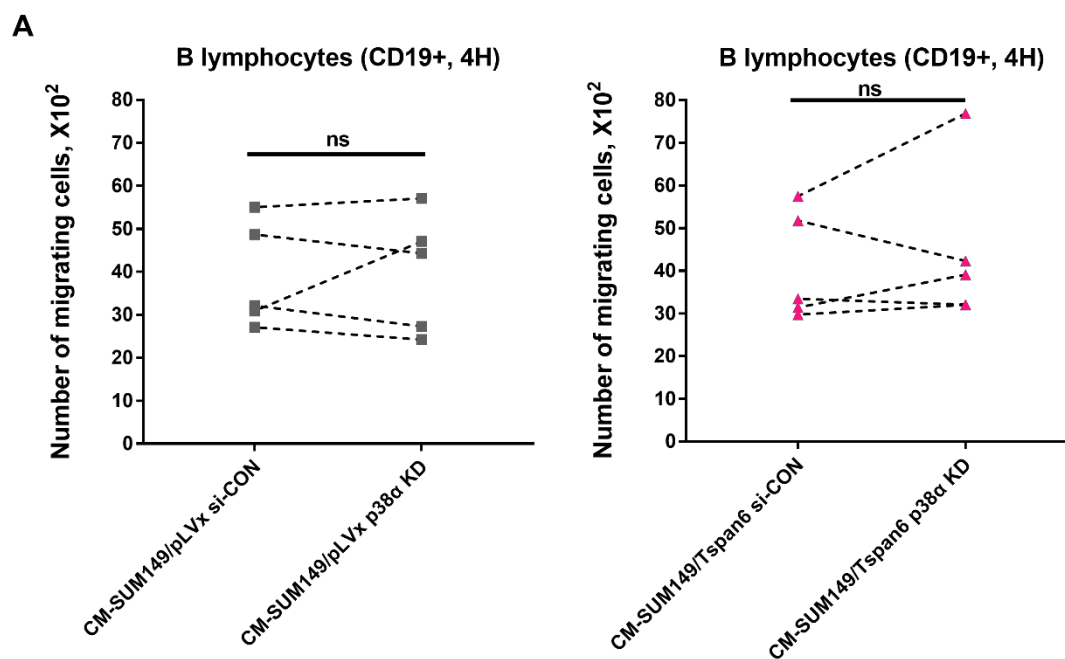 A
B lymphocytes (CD19+, 4H)
Number of migrating cells, X10²
80
70
60
50
40
30
20
10
0
ns
CM-SUM149/pLVx si-CON
CM-SUM149/pLVx p38α KD
B lymphocytes (CD19+, 4H)
Number of migrating cells, X10²
80
70
60
50
40
30
20
10
0
ns
CM-SUM149/Tspan6 si-CON
CM-SUM149/Tspan6 p38α KD